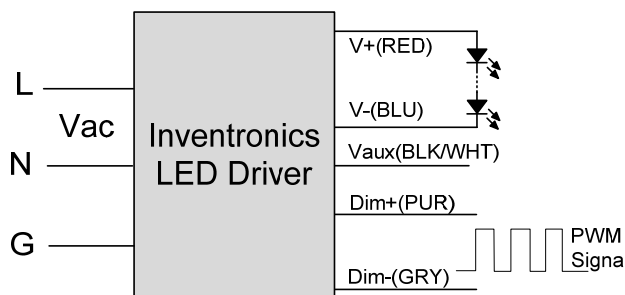 V+(RED)
L
Vac
V-(BLU)
Inventronics
LED Driver
Vaux(BLK/WHT)
N
Dim+(PUR)
G
PWM
Signa
Dim-(GRY)